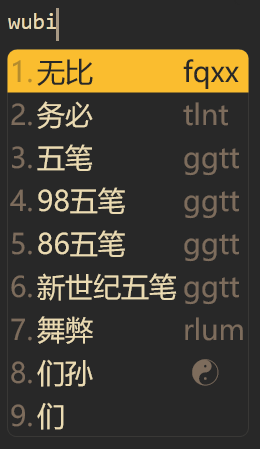 wubi
1. 无比 fqxx
2. 务必 tlnt
3. 五笔 ggtt
4. 98五笔 ggtt
5. 86五笔 ggtt
6. 新世纪五笔 ggtt
7. 舞弊 rlum
8. 们孙 ☯
9. 们